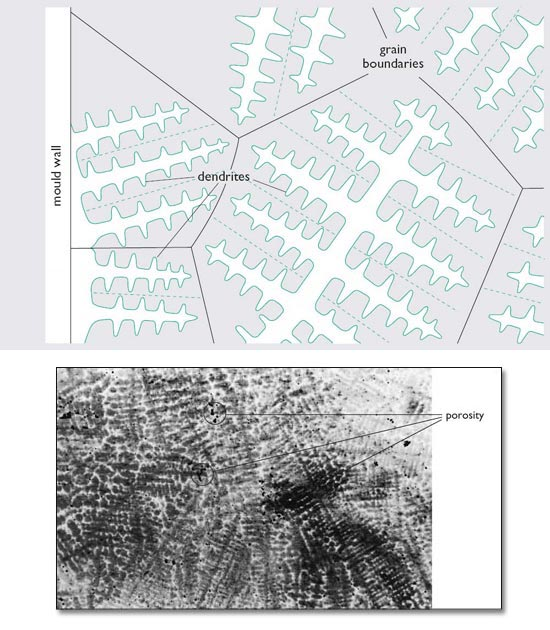 grain
boundaries
mould wall
dendrites
porosity